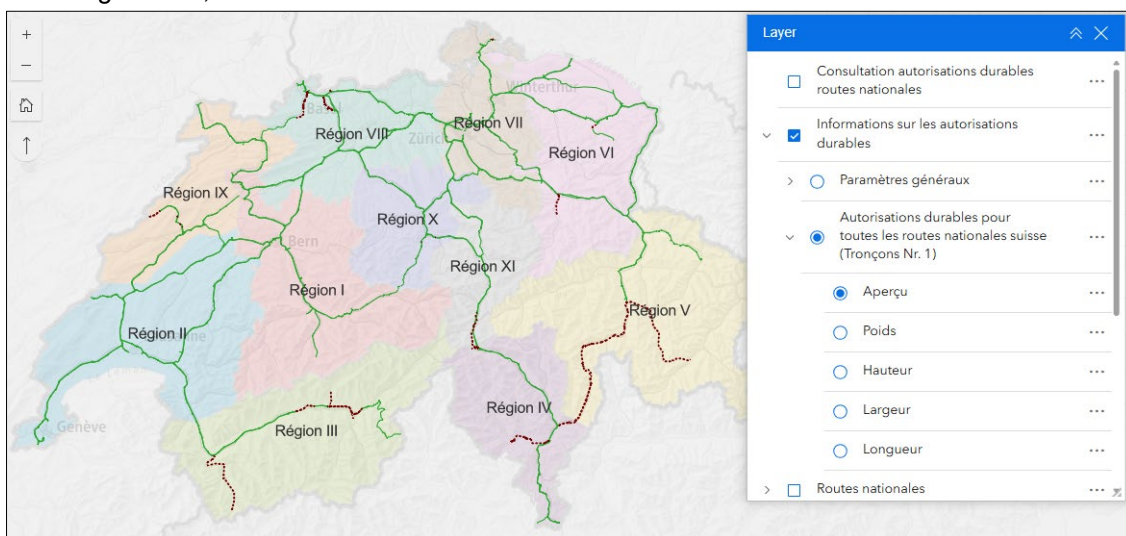 Layer
Consultation autorisations durables
routes nationales
Informations sur les autorisations
durables
Paramètres généraux
Autorisations durables pour
toutes les routes nationales suisse
(Tronçons Nr. 1)
Aperçu
Poids
Hauteur
Largeur
Longueur
Routes nationales
Winterthur
Basel
Région VIII
Zürich
Région VII
Région VI
Région IX
Région X
Bern
Région XI
Région I
Région V
Région II
Région IV
Région III
Genève